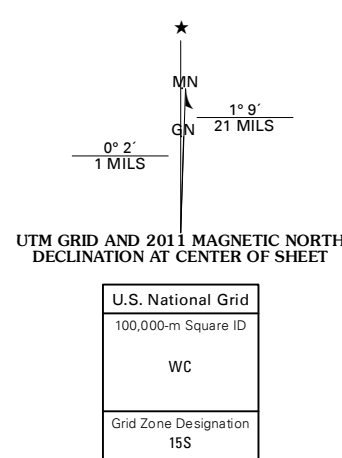 ★
MN
1° 9´
21 MILS
GN
0° 2´
1 MILS
UTM GRID AND 2011 MAGNETIC NORTH
DECLINATION AT CENTER OF SHEET
U.S. National Grid
100,000-m Square ID
WC
Grid Zone Designation
15S